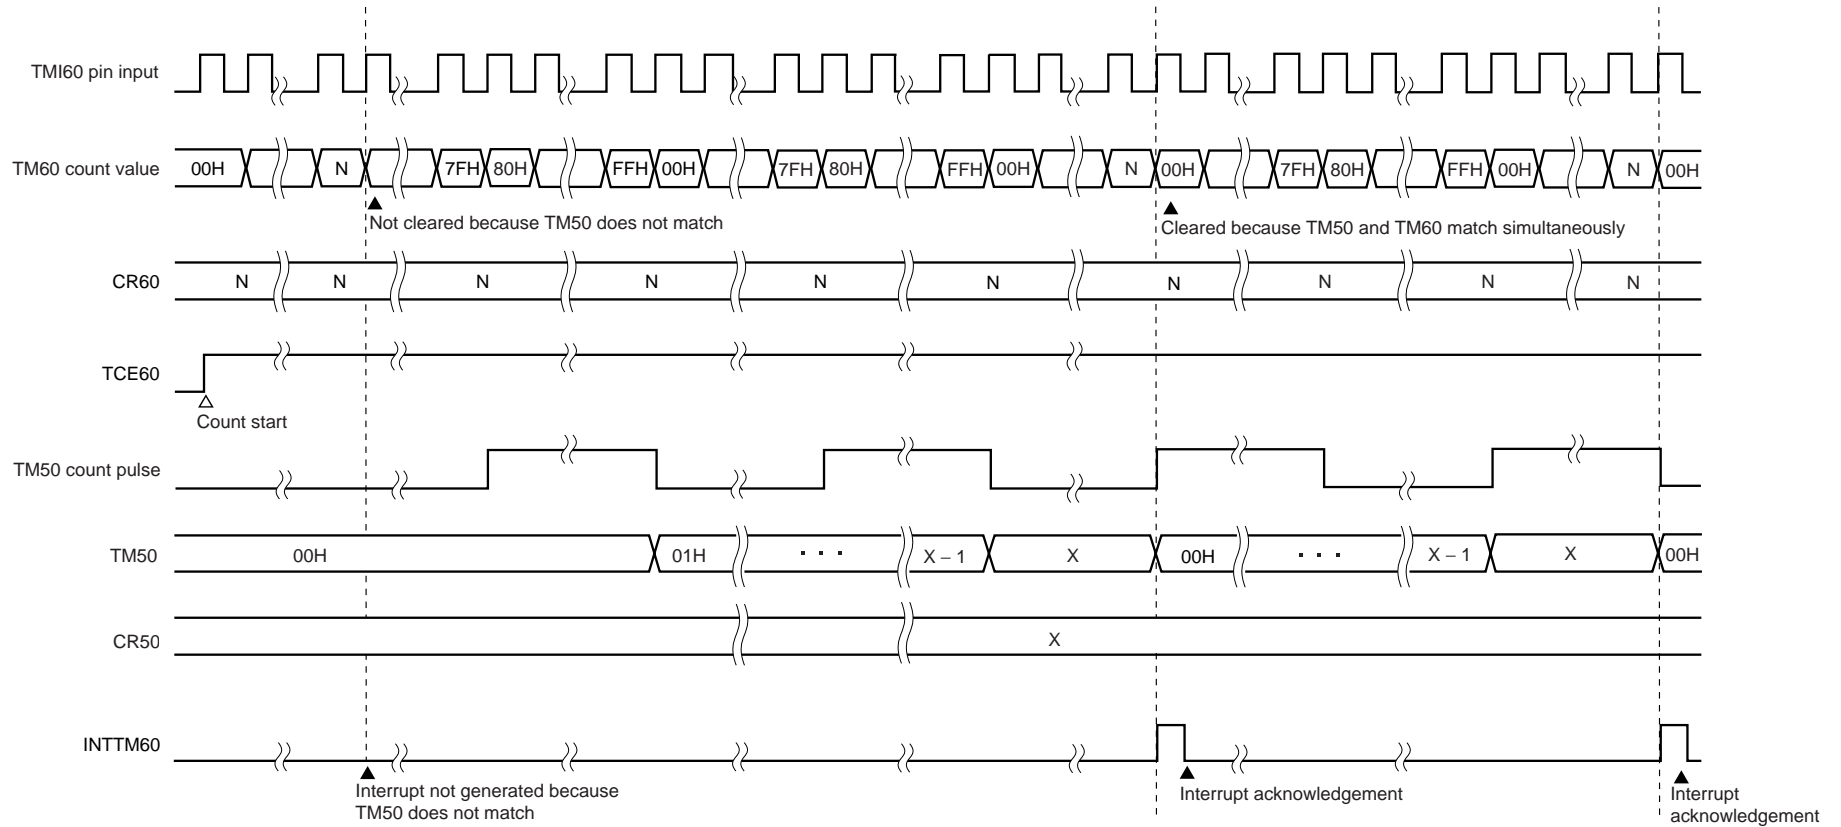 TMI60 pin input
TM60 count value 00H N 7FH 80H FFH 00H 7FH 80H FFH 00H N 00H 7FH 80H FFH 00H N 00H
Not cleared because TM50 does not match
Cleared because TM50 and TM60 match simultaneously
CR60 N N N N N N N N N N
TCE60
Count start
TM50 count pulse
TM50 00H 01H · · · X – 1 X 00H · · · X – 1 X 00H
CR50 X
INTTM60
Interrupt not generated because
TM50 does not match
Interrupt acknowledgement
Interrupt
acknowledgement